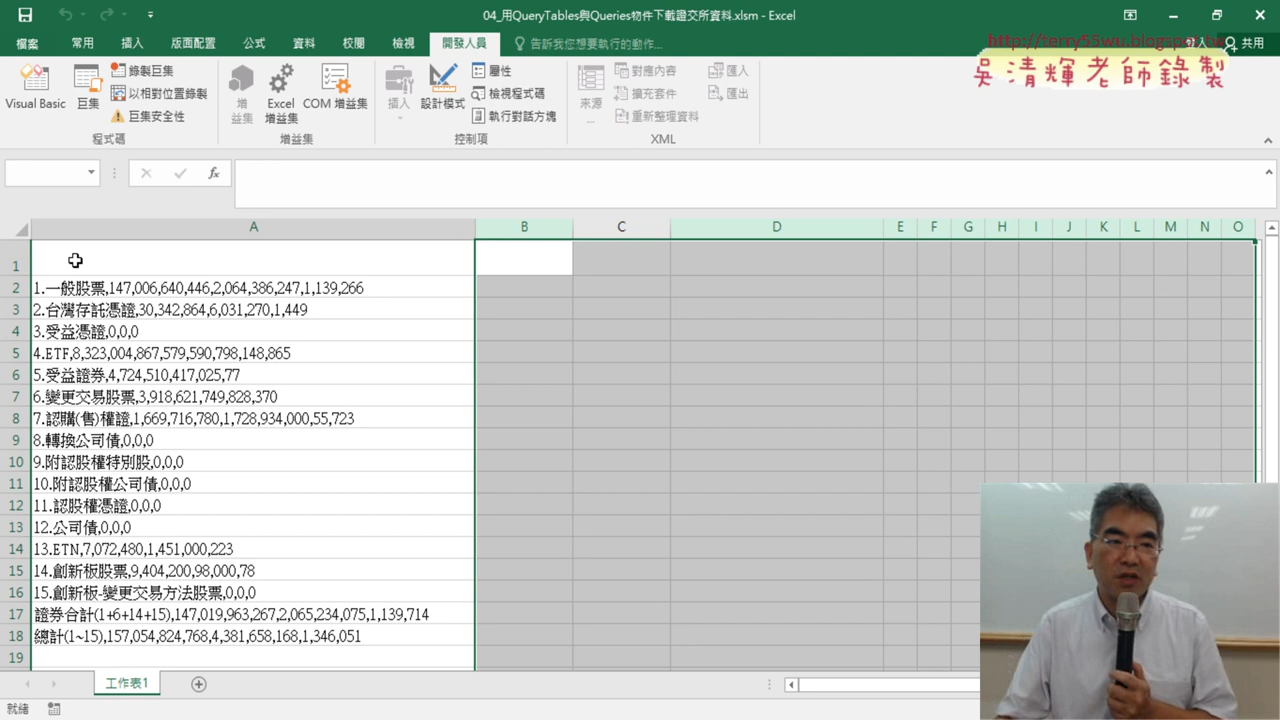 04_用QueryTables與Queries物件下載證交所資料.xlsm - Excel
檔案 常用 插入 版面配置 公式 資料 校閱 檢視 開發人員 告訴我您想要執行的動作... 登入 共用
http://terry55wu.blogspot.tw
吳清輝老師錄製
Visual Basic 巨集 錄製巨集 以相對位置錄製 巨集安全性 程式碼
增益集 Excel 增益集 COM 增益集 增益集
插入 設計模式 屬性 檢視程式碼 執行對話方塊 控制項
來源... 對應內容 擴充套件 重新整理資料 匯入 匯出 XML
fx
A B C D E F G H I J K L M N O
1
2 1.一般股票,147,006,640,446,2,064,386,247,1,139,266
3 2.台灣存託憑證,30,342,864,6,031,270,1,449
4 3.受益憑證,0,0,0
5 4.ETF,8,323,004,867,579,590,798,148,865
6 5.受益證券,4,724,510,417,025,77
7 6.變更交易股票,3,918,621,749,828,370
8 7.認購(售)權證,1,669,716,780,1,728,934,000,55,723
9 8.轉換公司債,0,0,0
10 9.附認股權特別股,0,0,0
11 10.附認股權公司債,0,0,0
12 11.認股權憑證,0,0,0
13 12.公司債,0,0,0
14 13.ETN,7,072,480,1,451,000,223
15 14.創新板股票,9,404,200,98,000,78
16 15.創新板-變更交易方法股票,0,0,0
17 證券合計(1+6+14+15),147,019,963,267,2,065,234,075,1,139,714
18 總計(1~15),157,054,824,768,4,381,658,168,1,346,051
19
工作表1
就緒